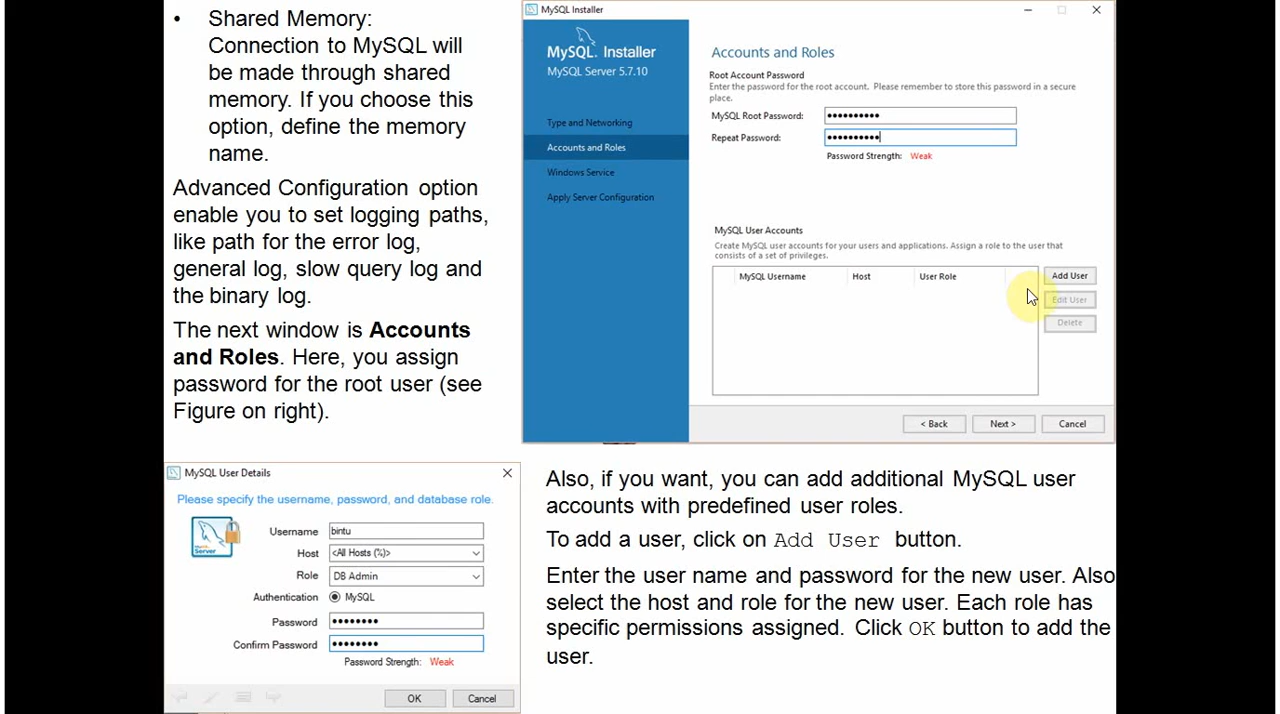 • Shared Memory:
Connection to MySQL will
be made through shared
memory. If you choose this
option, define the memory
name.
Advanced Configuration option
enable you to set logging paths,
like path for the error log,
general log, slow query log and
the binary log.
The next window is Accounts
and Roles. Here, you assign
password for the root user (see
Figure on right).
MySQL Installer
MySQL. Installer
MySQL Server 5.7.10
Type and Networking
Accounts and Roles
Windows Service
Apply Server Configuration
Accounts and Roles
Root Account Password
Enter the password for the root account. Please remember to store this password in a secure
place.
MySQL Root Password: ●●●●●●●●●●
Repeat Password: ●●●●●●●●●●
Password Strength: Weak
MySQL User Accounts
Create MySQL user accounts for your users and applications. Assign a role to the user that
consists of a set of privileges.
MySQL Username Host User Role
Add User
Edit User
Delete
< Back Next > Cancel
MySQL User Details
Please specify the username, password, and database role.
MySQL
Server
Username bintu
Host <All Hosts (%)>
Role DB Admin
Authentication MySQL
Password ●●●●●●●●
Confirm Password ●●●●●●●●
Password Strength: Weak
OK Cancel
Also, if you want, you can add additional MySQL user
accounts with predefined user roles.
To add a user, click on Add User button.
Enter the user name and password for the new user. Also
select the host and role for the new user. Each role has
specific permissions assigned. Click OK button to add the
user.